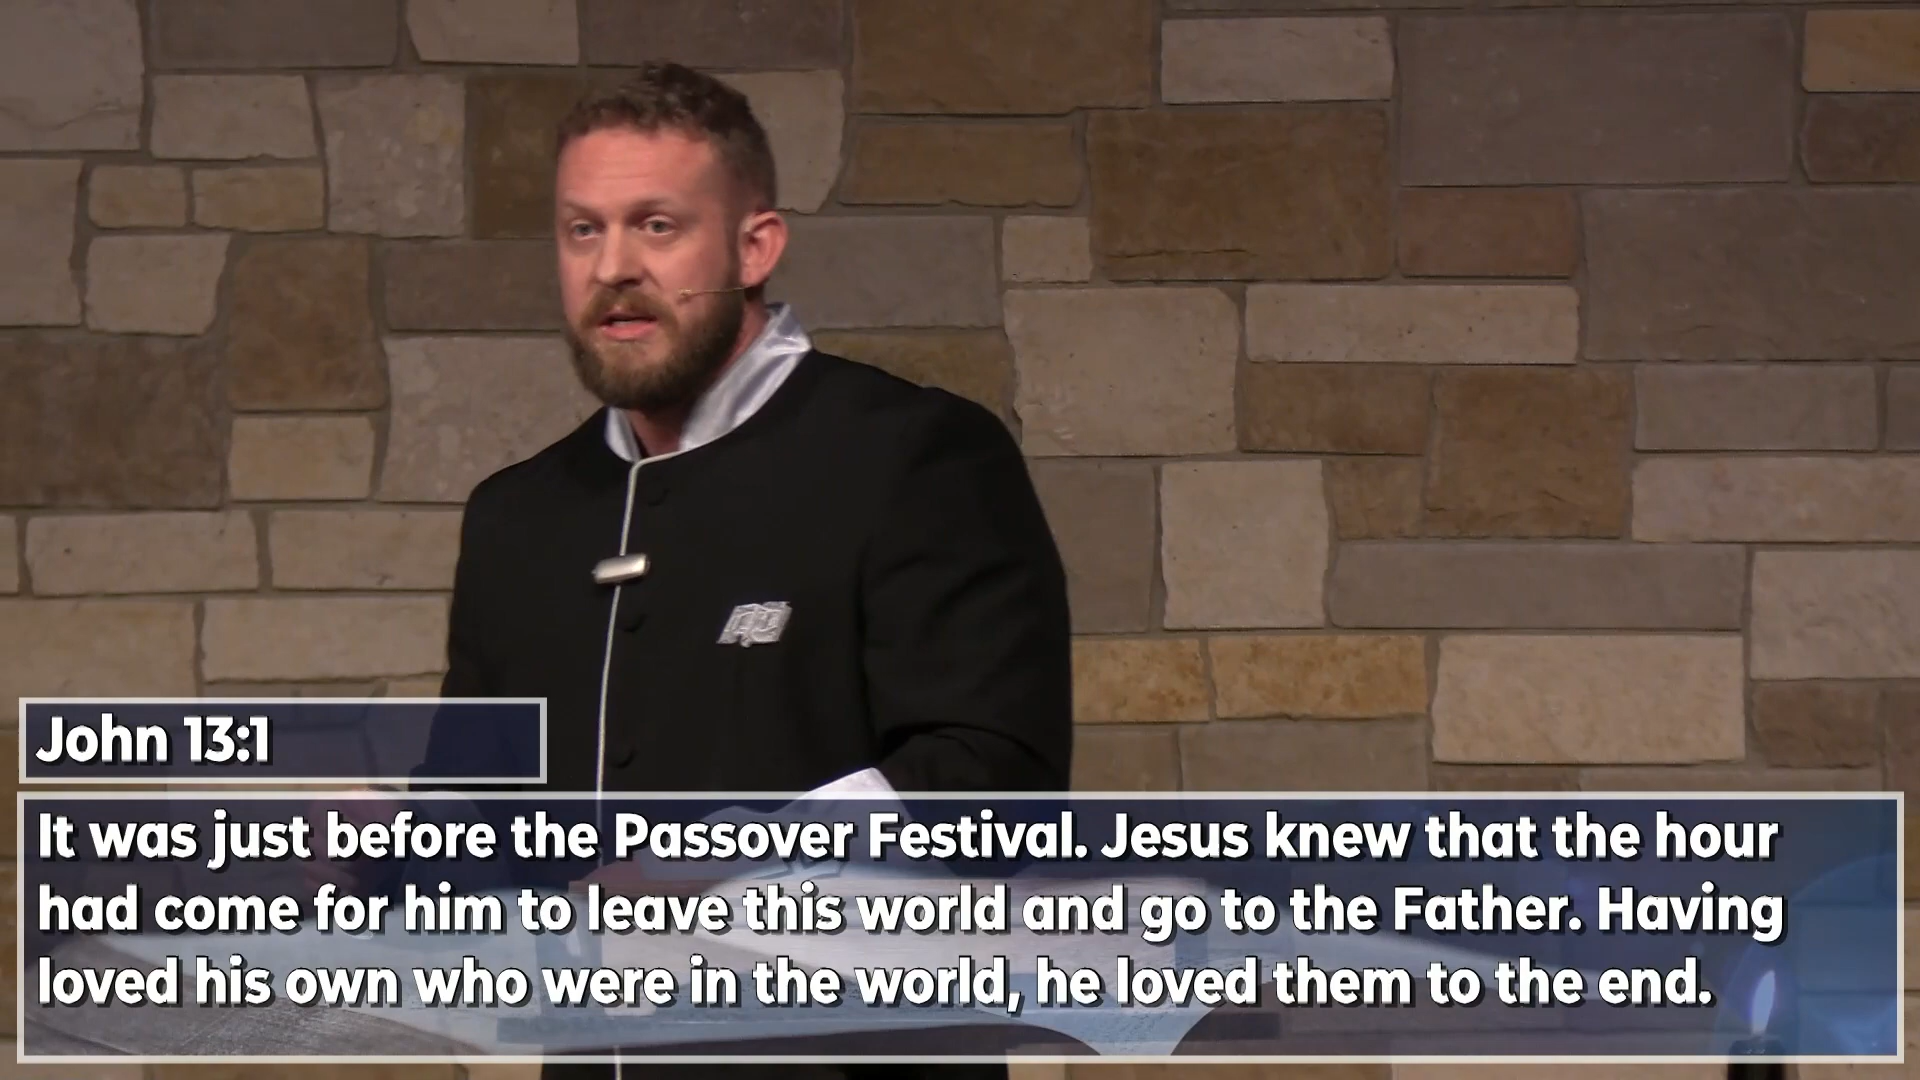 John 13:1
It was just before the Passover Festival. Jesus knew that the hour
had come for him to leave this world and go to the Father. Having
loved his own who were in the world, he loved them to the end.